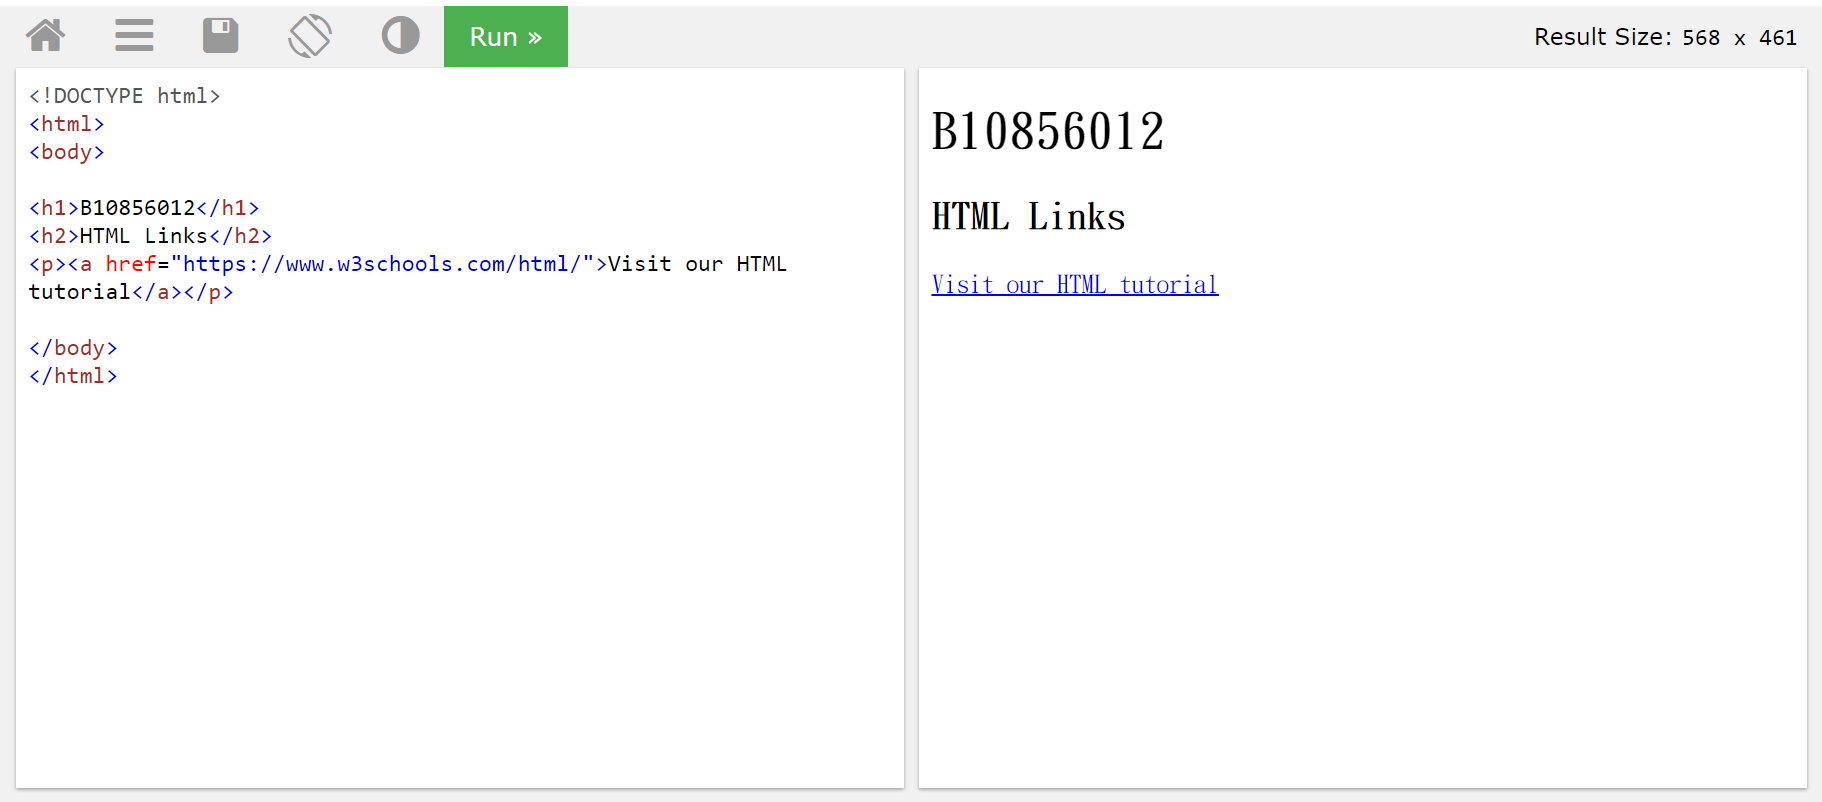 Run »
Result Size: 568 x 461
<!DOCTYPE html>
<html>
<body>
<h1>B10856012</h1>
<h2>HTML Links</h2>
<p><a href="https://www.w3schools.com/html/">Visit our HTML
tutorial</a></p>
</body>
</html>
B10856012
HTML Links
Visit our HTML tutorial